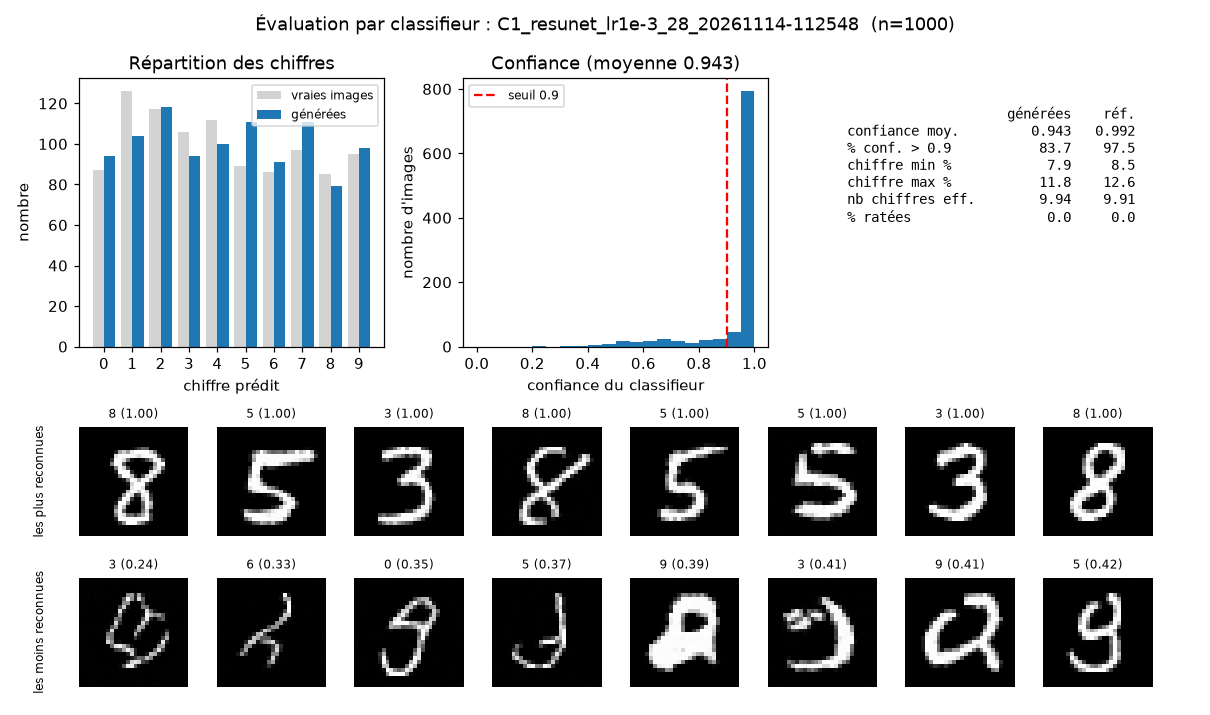 Évaluation par classifieur : C1_resunet_lr1e-3_28_20261114-112548  (n=1000)
Répartition des chiffres
vraies images
générées
nombre
120
100
80
60
40
20
0
0 1 2 3 4 5 6 7 8 9
chiffre prédit
Confiance (moyenne 0.943)
seuil 0.9
nombre d'images
800
600
400
200
0
0.0 0.2 0.4 0.6 0.8 1.0
confiance du classifieur
générées réf.
confiance moy. 0.943 0.992
% conf. > 0.9 83.7 97.5
chiffre min % 7.9 8.5
chiffre max % 11.8 12.6
nb chiffres eff. 9.94 9.91
% ratées 0.0 0.0
les plus reconnues
8 (1.00) 5 (1.00) 3 (1.00) 8 (1.00) 5 (1.00) 5 (1.00) 3 (1.00) 8 (1.00)
8 5 3 8 5 5 3 8
les moins reconnues
3 (0.24) 6 (0.33) 0 (0.35) 5 (0.37) 9 (0.39) 3 (0.41) 9 (0.41) 5 (0.42)